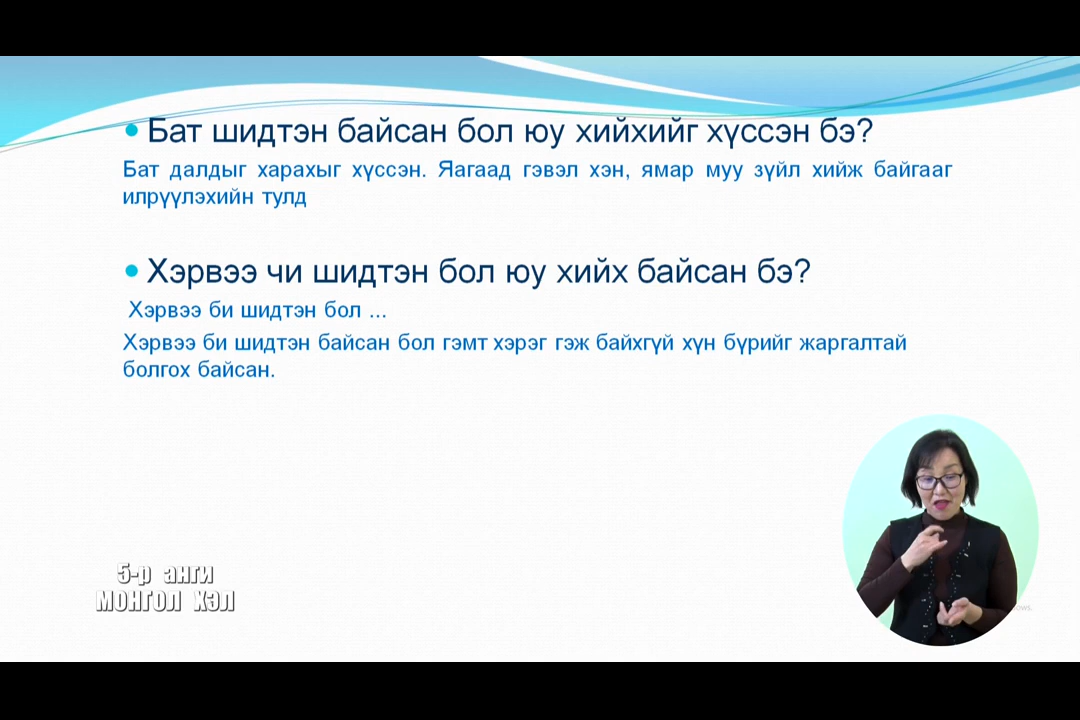 • Бат шидтэн байсан бол юу хийхийг хүссэн бэ?
Бат далдыг харахыг хүссэн. Яагаад гэвэл хэн, ямар муу зүйл хийж байгааг
илрүүлэхийн тулд
• Хэрвээ чи шидтэн бол юу хийх байсан бэ?
Хэрвээ би шидтэн бол ...
Хэрвээ би шидтэн байсан бол гэмт хэрэг гэж байхгүй хүн бүрийг жаргалтай
болгох байсан.
5-р анги
МОНГОЛ ХЭЛ